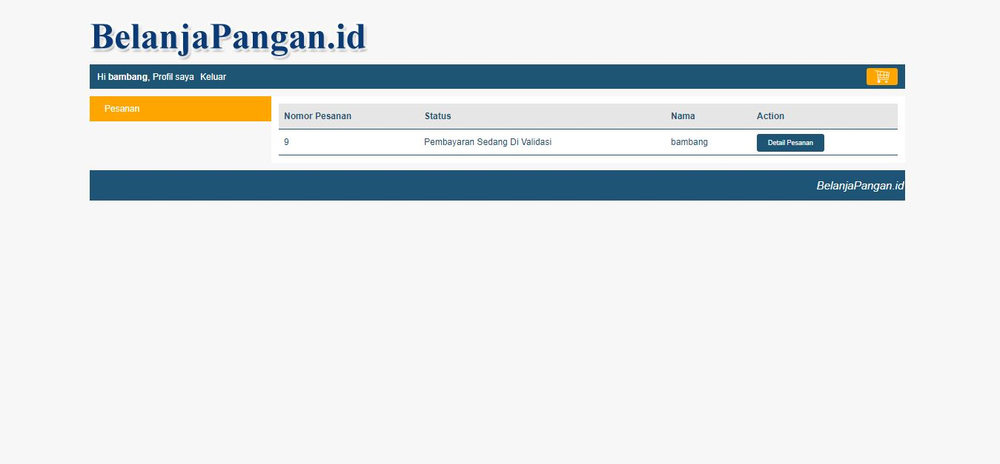 BelanjaPangan.id
Hi bambang, Profil saya Keluar
Pesanan
Nomor Pesanan Status Nama Action
9 Pembayaran Sedang Di Validasi bambang Detail Pesanan
BelanjaPangan.id